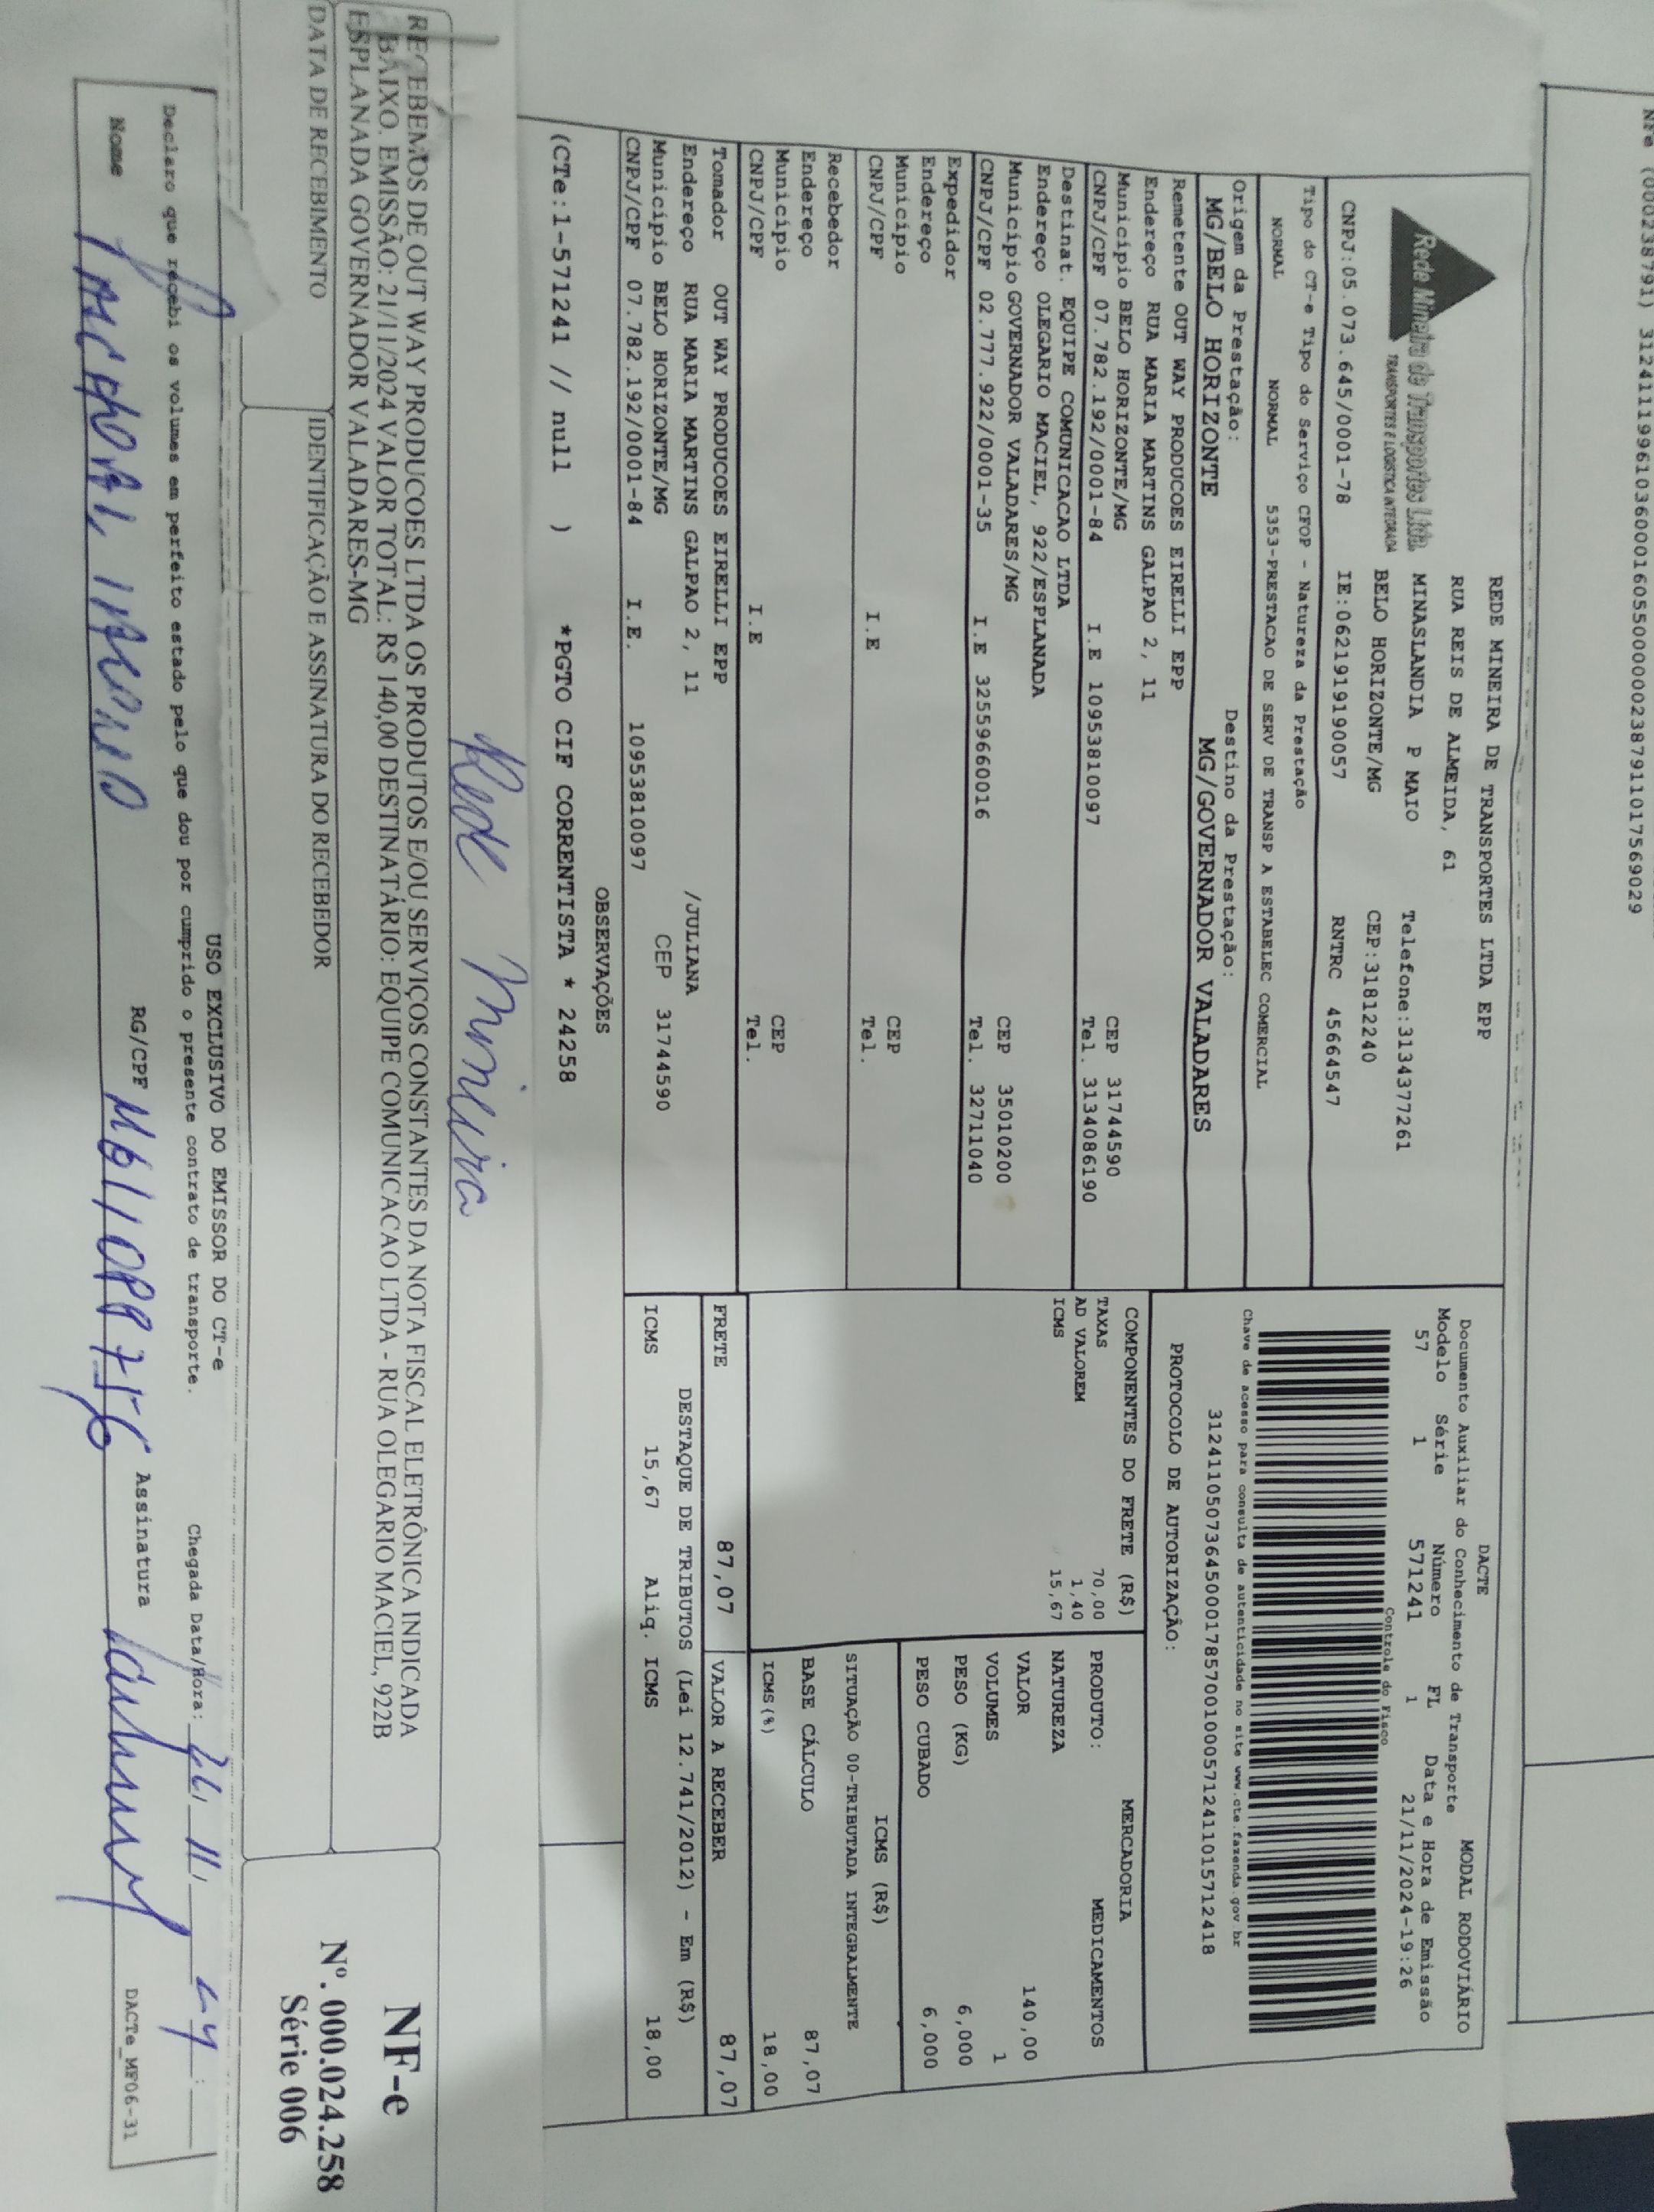 NFe (000238791) 31241119961036000160550000002387911017569029
Rede Mineira de Transportes Ltda.
TRANSPORTES E LOGÍSTICA INTEGRADA
REDE MINEIRA DE TRANSPORTES LTDA EPP
RUA REIS DE ALMEIDA, 61
MINASLANDIA P MAIO Telefone:3134377261
BELO HORIZONTE/MG CEP:31812240
CNPJ:05.073.645/0001-78 IE:0621919190057 RNTRC 45664547
Tipo do CT-e Tipo do Serviço CFOP - Natureza da Prestação
NORMAL NORMAL 5353-PRESTACAO DE SERV DE TRANSP A ESTABELEC COMERCIAL
Origem da Prestação: Destino da Prestação:
MG/BELO HORIZONTE MG/GOVERNADOR VALADARES
Remetente OUT WAY PRODUCOES EIRELLI EPP
Endereço RUA MARIA MARTINS GALPAO 2, 11
Município BELO HORIZONTE/MG CEP 31744590
CNPJ/CPF 07.782.192/0001-84 I.E 10953810097 Tel. 3134086190
Destinat. EQUIPE COMUNICACAO LTDA
Endereço OLEGARIO MACIEL, 922/ESPLANADA
Município GOVERNADOR VALADARES/MG CEP 35010200
CNPJ/CPF 02.777.922/0001-35 I.E 32559660016 Tel. 32711040
Expedidor
Endereço
Município CEP
CNPJ/CPF I.E Tel.
Recebedor
Endereço
Município CEP
CNPJ/CPF I.E Tel.
Tomador OUT WAY PRODUCOES EIRELLI EPP
Endereço RUA MARIA MARTINS GALPAO 2, 11 /JULIANA
Município BELO HORIZONTE/MG CEP 31744590
CNPJ/CPF 07.782.192/0001-84 I.E. 10953810097
OBSERVAÇÕES
(CTe:1-571241 // null ) *PGTO CIF CORRENTISTA * 24258
DACTE MODAL RODOVIÁRIO
Documento Auxiliar do Conhecimento de Transporte
Modelo Série Número FL Data e Hora de Emissão
57 1 571241 1 21/11/2024-19:26
Controle do Fisco
Chave de acesso para consulta de autenticidade no site www.cte.fazenda.gov.br
31241105073645000178570010005712411015712418
PROTOCOLO DE AUTORIZAÇÃO:
COMPONENTES DO FRETE (R$)
TAXAS 70,00
AD VALOREM 1,40
ICMS 15,67
MERCADORIA
PRODUTO: MEDICAMENTOS
NATUREZA
VALOR 140,00
VOLUMES 1
PESO (KG) 6,000
PESO CUBADO 6,000
ICMS (R$)
SITUAÇÃO 00-TRIBUTADA INTEGRALMENTE
BASE CÁLCULO 87,07
ICMS(%) 18,00
FRETE 87,07 VALOR A RECEBER 87,07
DESTAQUE DE TRIBUTOS (Lei 12.741/2012) - Em (R$)
ICMS 15,67 Aliq. ICMS 18,00
Rede Mineira
RECEBEMOS DE OUT WAY PRODUCOES LTDA OS PRODUTOS E/OU SERVIÇOS CONSTANTES DA NOTA FISCAL ELETRÔNICA INDICADA
BAIXO. EMISSÃO: 21/11/2024 VALOR TOTAL: R$ 140,00 DESTINATÁRIO: EQUIPE COMUNICACAO LTDA - RUA OLEGARIO MACIEL, 922B
ESPLANADA GOVERNADOR VALADARES-MG
DATA DE RECEBIMENTO IDENTIFICAÇÃO E ASSINATURA DO RECEBEDOR
NF-e
Nº. 000.024.258
Série 006
USO EXCLUSIVO DO EMISSOR DO CT-e
Declaro que recebi os volumes em perfeito estado pelo que dou por cumprido o presente contrato de transporte. Chegada Data/Hora:
Nome RG/CPF Assinatura
DACTe_MF06-31